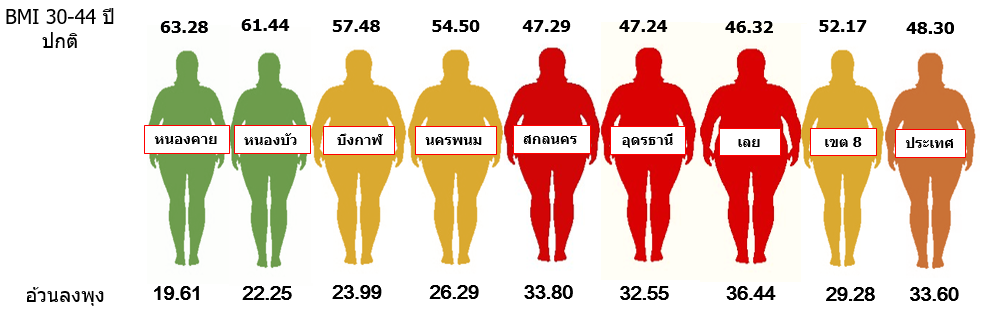 BMI 30-44 ปี
ปกติ
63.28 61.44 57.48 54.50 47.29 47.24 46.32 52.17 48.30
หนองคาย หนองบัว บึงกาฬ นครพนม สกลนคร อุดรธานี เลย เขต 8 ประเทศ
อ้วนลงพุง 19.61 22.25 23.99 26.29 33.80 32.55 36.44 29.28 33.60